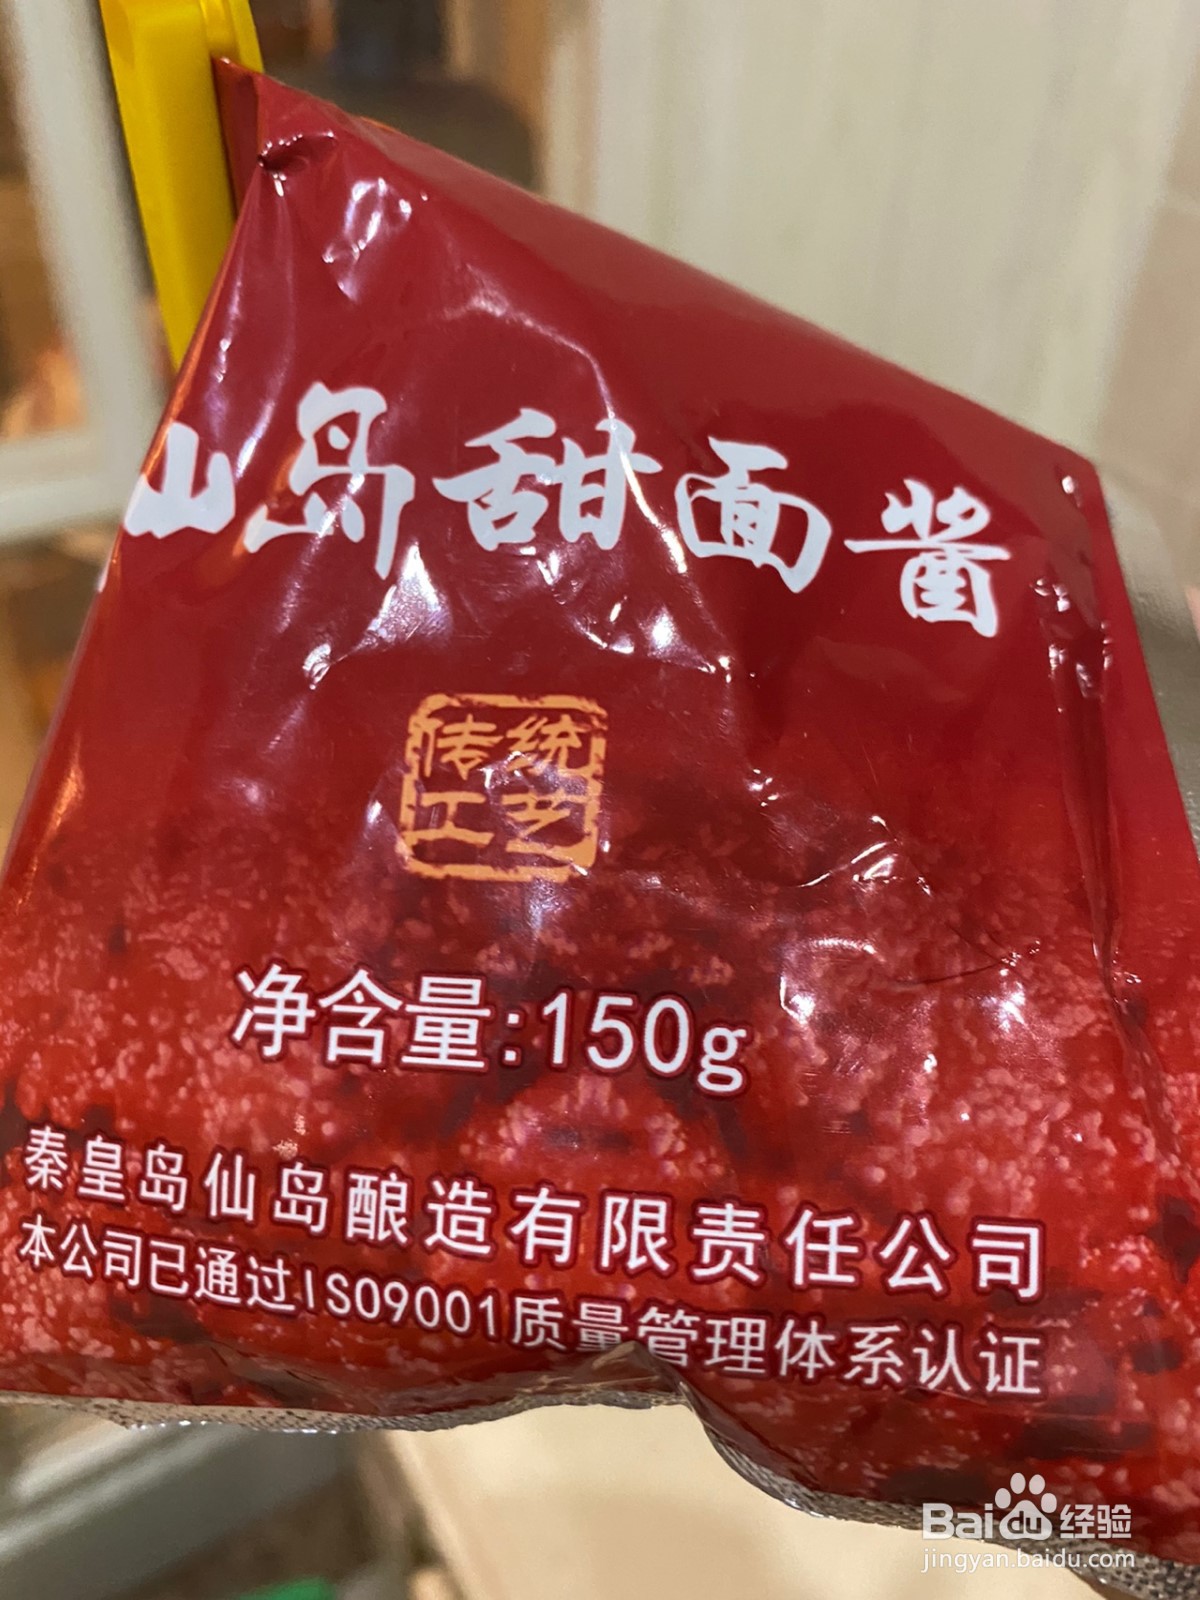 仙岛甜面酱
传统
工艺
净含量:150g
秦皇岛仙岛酿造有限责任公司
本公司已通过ISO9001质量管理体系认证
Baidu经验
jingyan.baidu.com